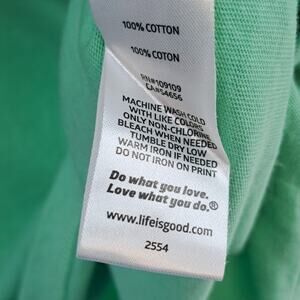 100% COTTON
100% COTON
RN#109109
CA#54656
MACHINE WASH COLD
WITH LIKE COLORS
ONLY NON-CHLORINE
BLEACH WHEN NEEDED
TUMBLE DRY LOW
WARM IRON IF NEEDED
DO NOT IRON ON PRINT
Do what you love.
Love what you do.®
www.lifeisgood.com
2554